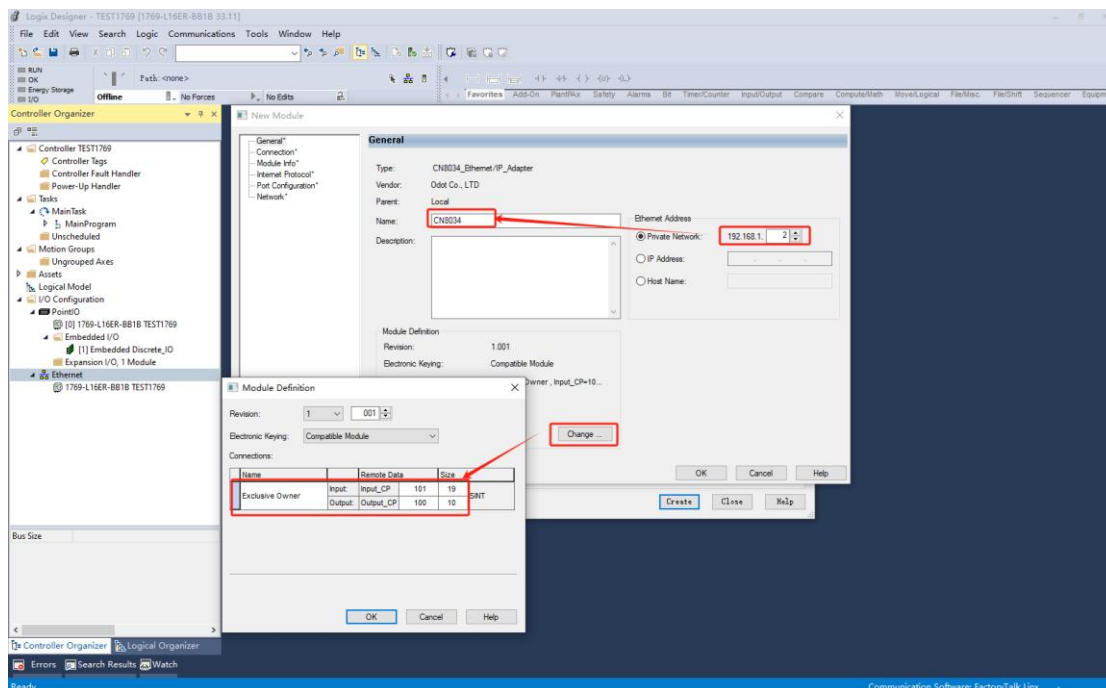 Logix Designer - TEST1769 [1769-L16ER-BB1B 33.11]
File Edit View Search Logic Communications Tools Window Help
RUN
OK
Energy Storage
I/O
Path: <none>
Offline
No Forces
No Edits
Favorites Add-On PlantPAx Safety Alarms Bit Timer/Counter Input/Output Compare Compute/Math Move/Logical File/Misc. File/Shift Sequencer Equipm
Controller Organizer
Controller TEST1769
Controller Tags
Controller Fault Handler
Power-Up Handler
Tasks
MainTask
MainProgram
Unscheduled
Motion Groups
Ungrouped Axes
Assets
Logical Model
I/O Configuration
PointIO
[0] 1769-L16ER-BB1B TEST1769
Embedded I/O
[1] Embedded Discrete_IO
Expansion I/O, 1 Module
Ethernet
1769-L16ER-BB1B TEST1769
Bus Size
Controller Organizer
Logical Organizer
Errors
Search Results
Watch
Ready
Communication Software: FactoryTalk Linx
New Module
General*
Connection*
Module Info*
Internet Protocol*
Port Configuration*
Network*
General
Type: CN8034_Ethernet/IP_Adapter
Vendor: Odot Co., LTD
Parent: Local
Name: CN8034
Description:
Ethernet Address
Private Network: 192.168.1. 2
IP Address:
Host Name:
Module Definition
Revision: 1.001
Electronic Keying: Compatible Module
Owner , Input_CP=10...
Change ...
OK Cancel Help
Create Close Help
Module Definition
Revision: 1 001
Electronic Keying: Compatible Module
Connections:
Name Remote Data Size
Exclusive Owner
Input: Input_CP 101 19
SINT
Output: Output_CP 100 10
OK Cancel Help